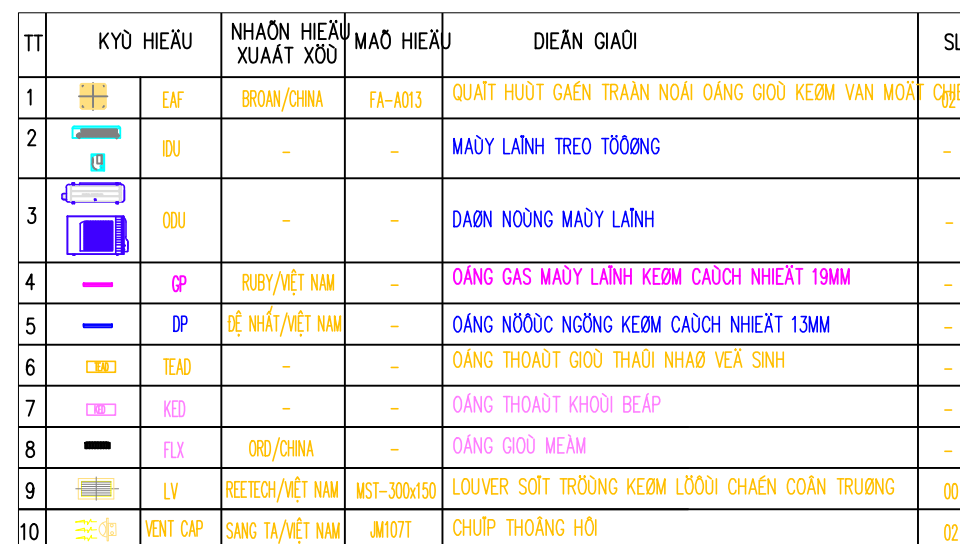 TT KYÙ HIEÄU NHAÕN HIEÄU XUAÁT XÖÙ MAÕ HIEÄU DIEÃN GIAÛI SL
1 EAF BROAN/CHINA FA-A013 QUAÏT HUÙT GAÉN TRAÀN NOÁI OÁNG GIOÙ KEØM VAN MOÄT 02
2 IDU - - MAÙY LAÏNH TREO TÖÔØNG -
3 ODU - - DAØN NOÙNG MAÙY LAÏNH -
4 GP RUBY/VIỆT NAM - OÁNG GAS MAÙY LAÏNH KEØM CAÙCH NHIEÄT 19MM -
5 DP ĐỆ NHẤT/VIỆT NAM - OÁNG NÖÔÙC NGÖNG KEØM CAÙCH NHIEÄT 13MM -
6 TEAD TEAD - - OÁNG THOAÙT GIOÙ THAÛI NHAØ VEÄ SINH -
7 KED KED - - OÁNG THOAÙT KHOÙI BEÁP -
8 FLX ORD/CHINA - OÁNG GIOÙ MEÀM -
9 LV REETECH/VIỆT NAM MST-300x150 LOUVER SOÏT TRÖÙNG KEØM LÖÔÙI CHAÉN COÂN TRUØNG 00
10 VENT CAP SANG TA/VIỆT NAM JM107T CHUÏP THOÂNG HÔI 02